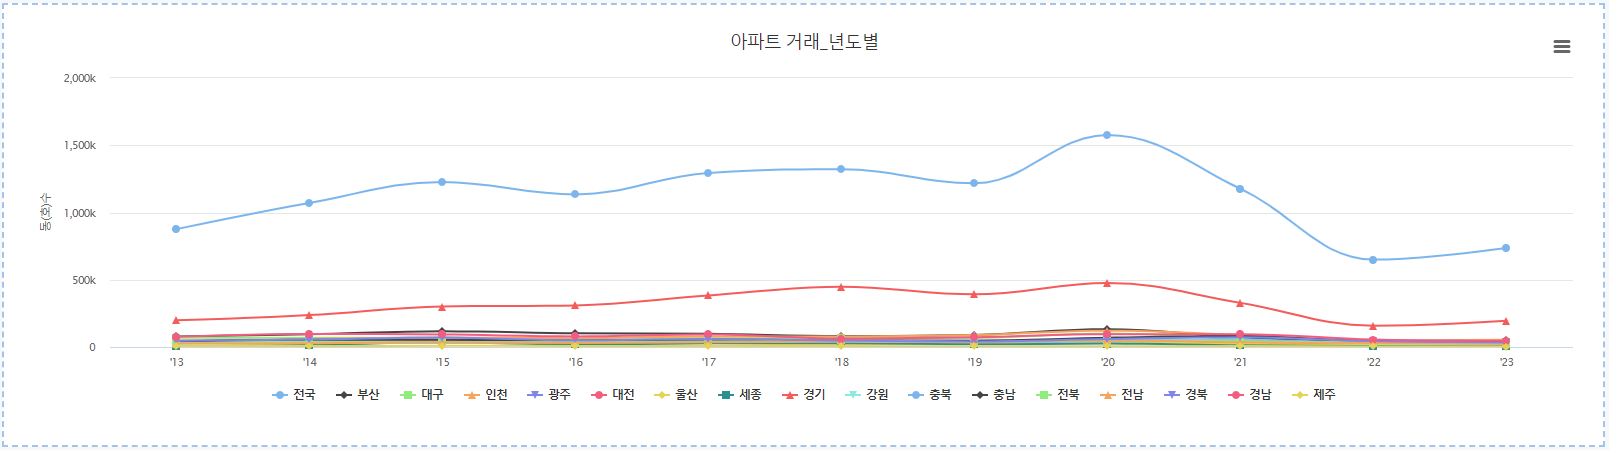 아파트 거래_년도별
2,000k
1,500k
1,000k
500k
0
동(호)수
'13 '14 '15 '16 '17 '18 '19 '20 '21 '22 '23
전국 부산 대구 인천 광주 대전 울산 세종 경기 강원 충북 충남 전북 전남 경북 경남 제주